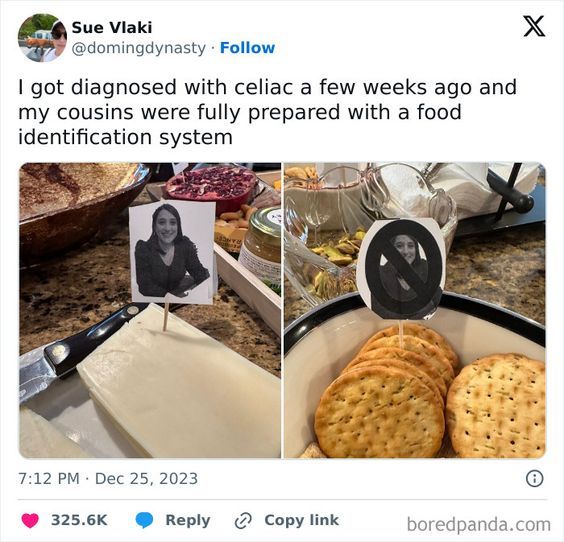 Sue Vlaki
@domingdynasty · Follow
I got diagnosed with celiac a few weeks ago and
my cousins were fully prepared with a food
identification system
7:12 PM · Dec 25, 2023
325.6K Reply Copy link
boredpanda.com